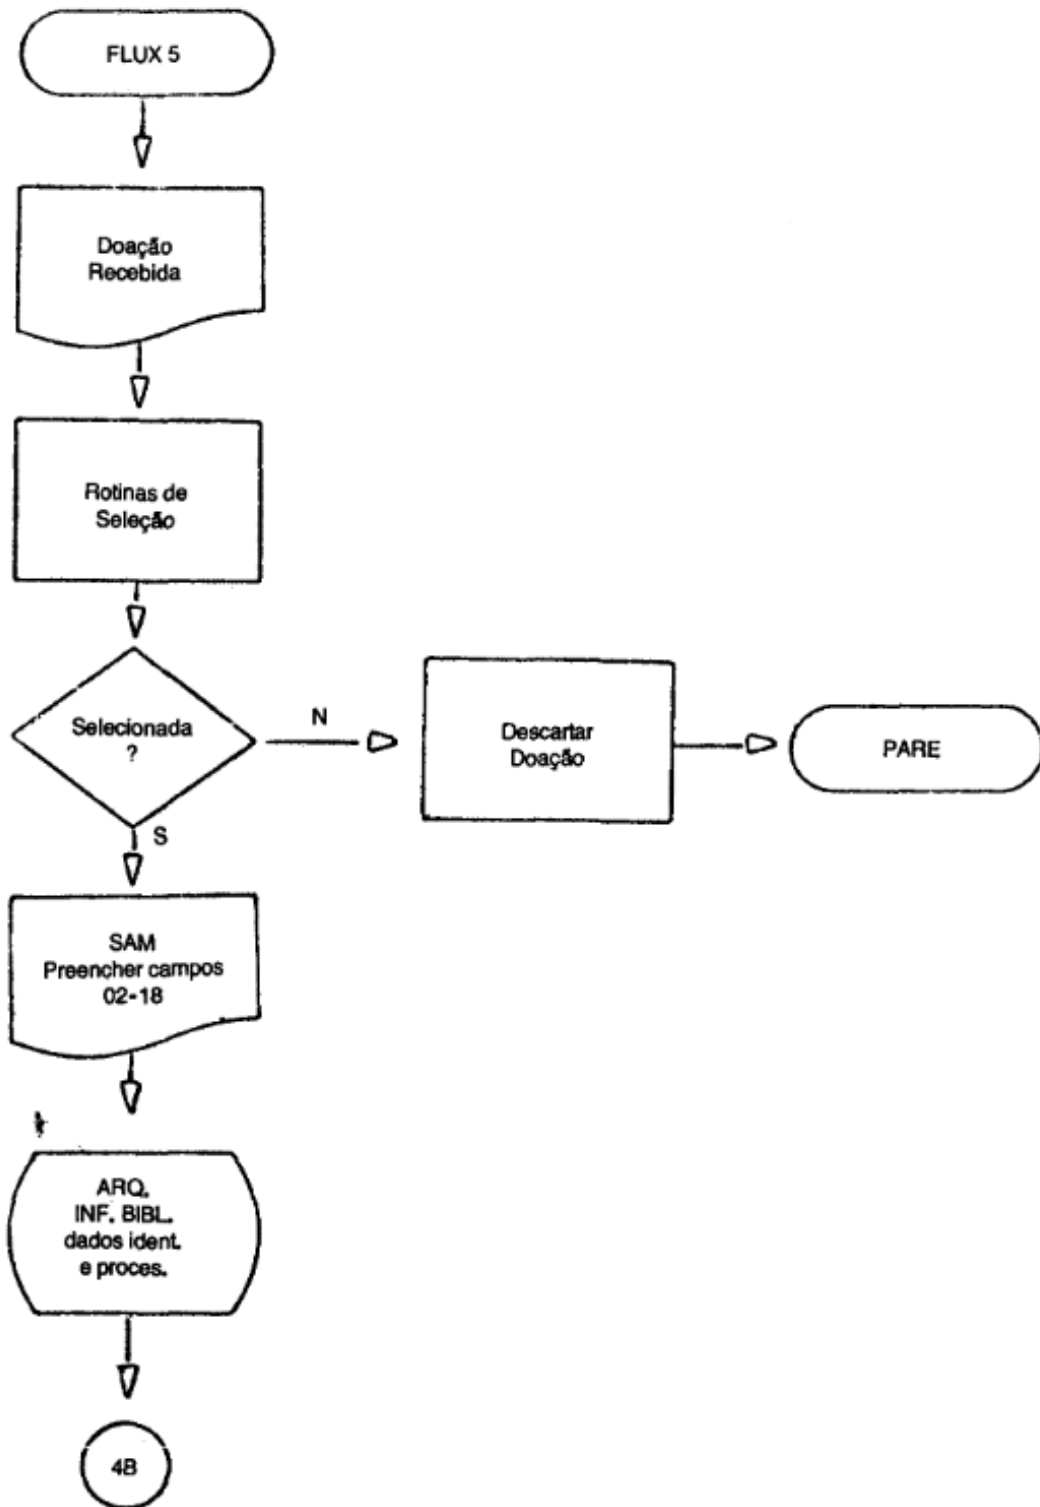 FLUX 5
Doação
Recebida
Rotinas de
Seleção
Selecionada
?
N
Descartar
Doação
PARE
S
SAM
Preencher campos
02-18
ARQ.
INF. BIBL.
dados ident.
e proces.
4B